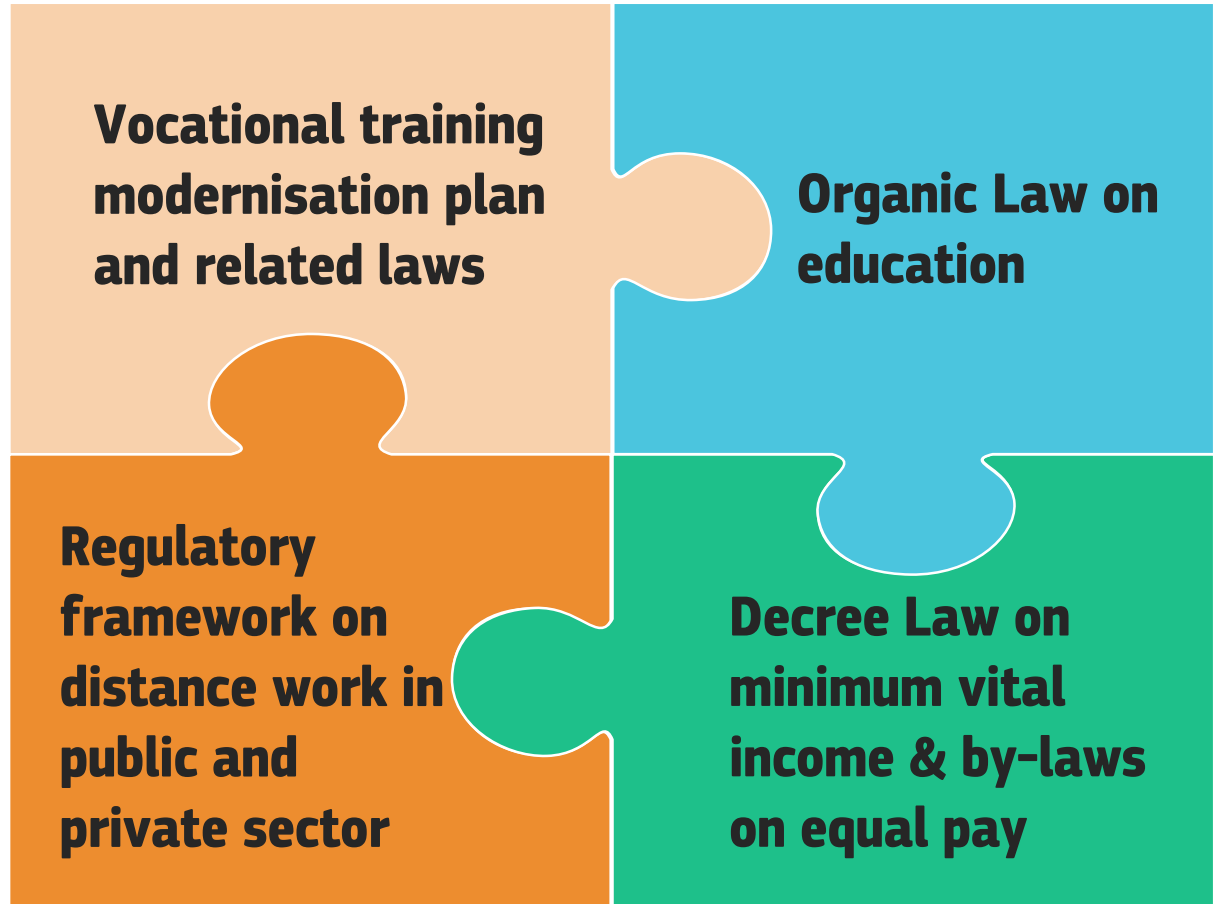 Vocational training
modernisation plan
and related laws
Organic Law on
education
Regulatory
framework on
distance work in
public and
private sector
Decree Law on
minimum vital
income & by-laws
on equal pay